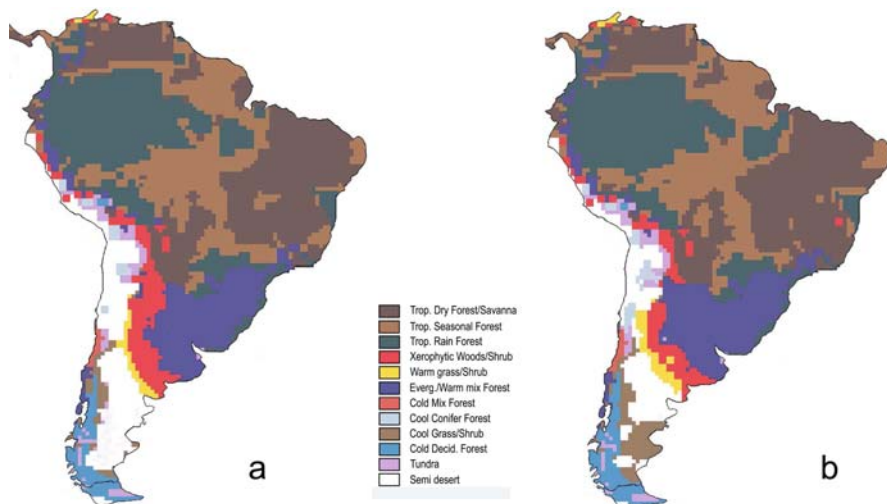 Trop. Dry Forest/Savanna
Trop. Seasonal Forest
Trop. Rain Forest
Xerophytic Woods/Shrub
Warm grass/Shrub
Everg./Warm mix Forest
Cold Mix Forest
Cool Conifer Forest
Cool Grass/Shrub
Cold Decid. Forest
Tundra
Semi desert
a
b